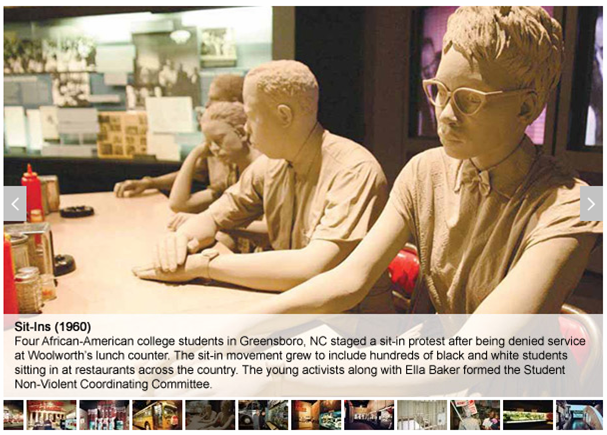 Sit-Ins (1960)
Four African-American college students in Greensboro, NC staged a sit-in protest after being denied service
at Woolworth's lunch counter. The sit-in movement grew to include hundreds of black and white students
sitting in at restaurants across the country. The young activists along with Ella Baker formed the Student
Non-Violent Coordinating Committee.